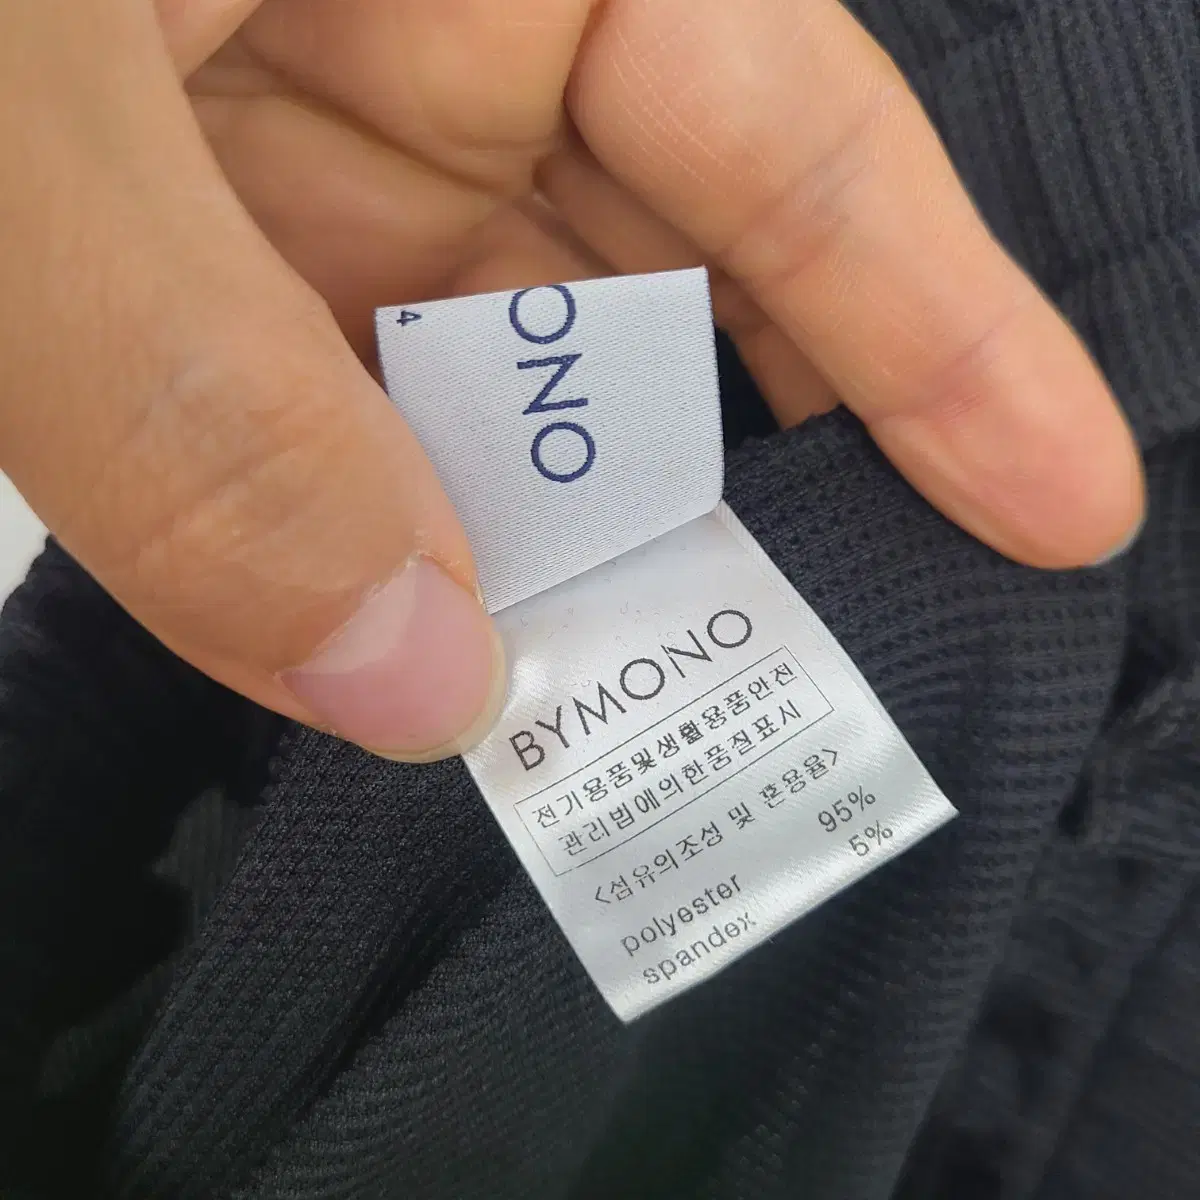 4
ONO
BYMONO
전기용품및생활용품안전
관리법에의한품질표시
<섬유의조성 및 혼용율>
polyester 95%
spandex 5%